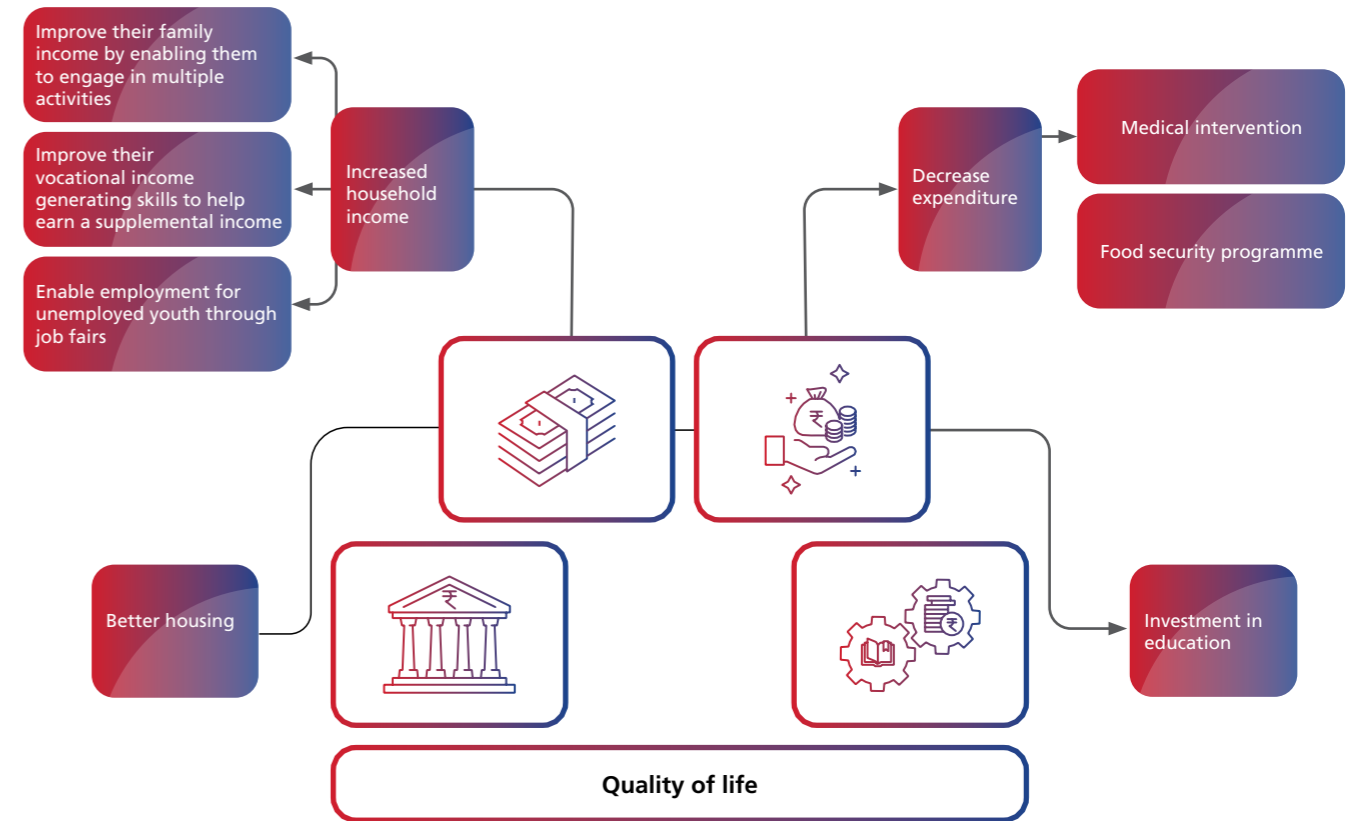 Improve their family
income by enabling them
to engage in multiple
activities
Improve their
vocational income
generating skills to help
earn a supplemental income
Enable employment for
unemployed youth through
job fairs
Increased
household
income
Decrease
expenditure
Medical intervention
Food security programme
₹
₹
₹
Better housing
Investment in
education
Quality of life